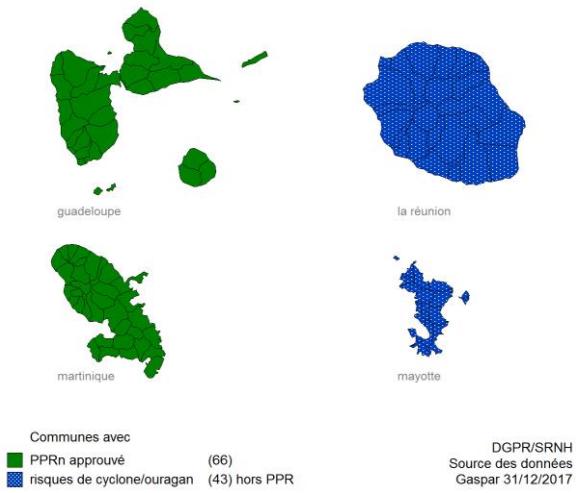 guadeloupe
la réunion
martinique
mayotte
Communes avec
PPRn approuvé (66)
risques de cyclone/ouragan (43) hors PPR
DGPR/SRNH
Source des données
Gaspar 31/12/2017